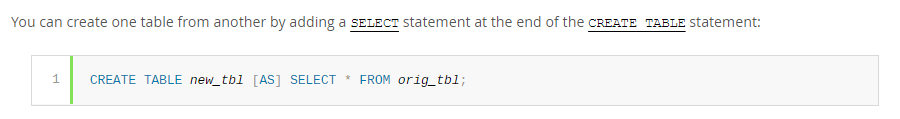 You can create one table from another by adding a SELECT statement at the end of the CREATE TABLE statement:
1 CREATE TABLE new_tbl [AS] SELECT * FROM orig_tbl;